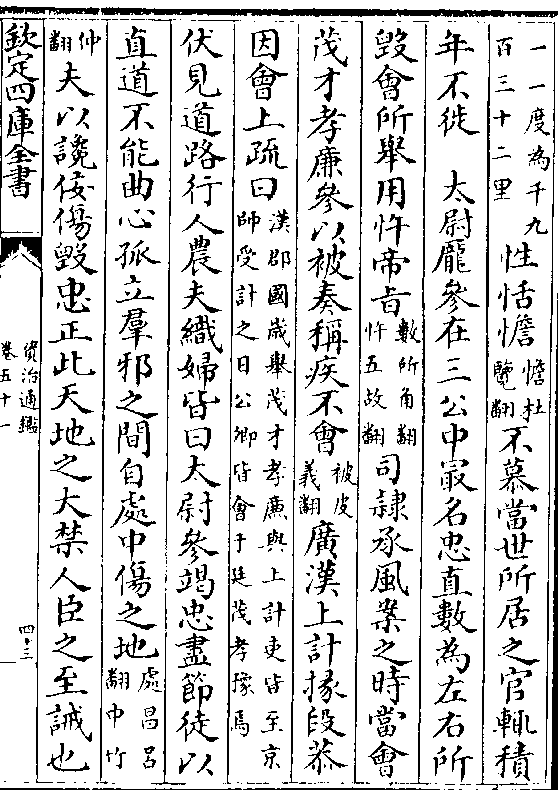 一一度為千九百三十二里性恬憺憺杜覽翻不慕當世所居之官輒積
年不徙　太尉龐參在三公中冣名忠直數為左右所
毀會所舉用忤帝旨數所角翻忤五故翻司隷承風案之時當會
茂才孝廉參以被奏稱疾不會被皮義翻廣漢上計掾段恭
因會上疏曰漢郡國歲舉茂才孝廉與上計吏皆至京師受計之日公卿皆會于廷茂孝豫焉
伏見道路行人農夫織婦皆曰太尉參竭忠盡節徒以
直道不能曲心孤立羣邪之間自處中傷之地處昌呂翻中竹
仲翻夫以讒佞傷毀忠正此天地之大禁人臣之至誡也
欽定四庫全書
資治通鑑
卷五十一
四三